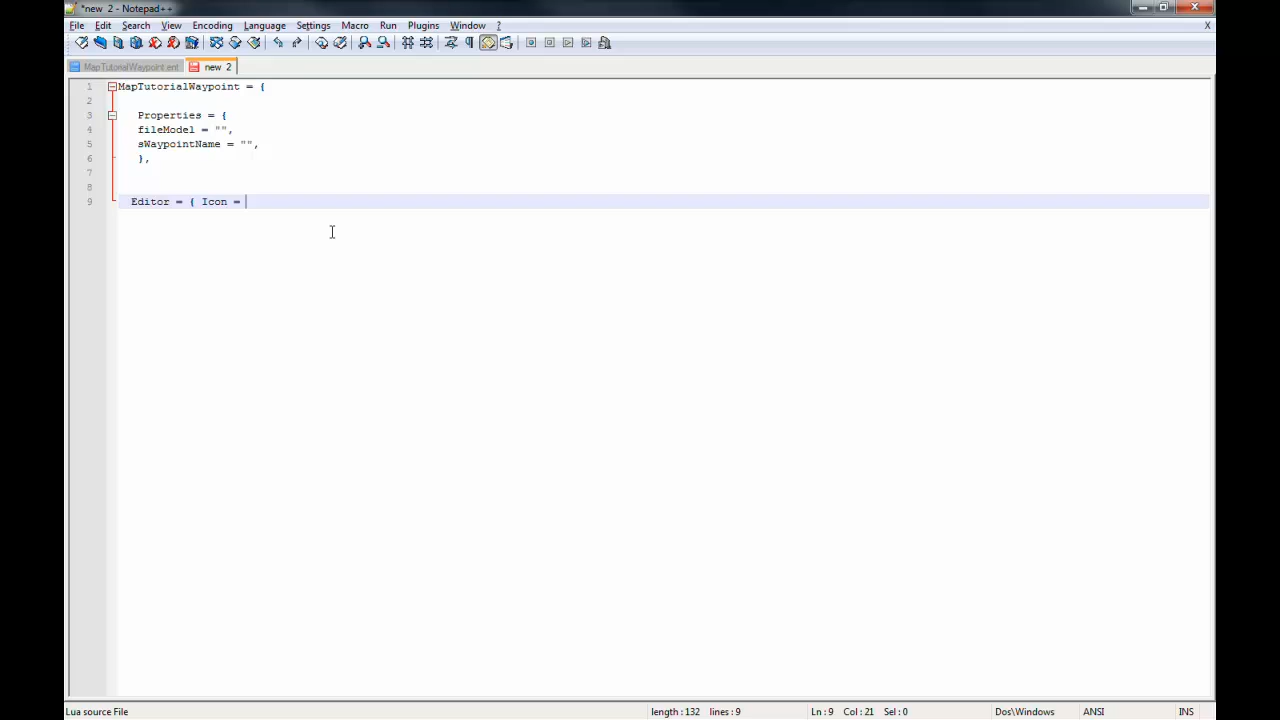 *new 2 - Notepad++
File Edit Search View Encoding Language Settings Macro Run Plugins Window ? X
MapTutorialWaypoint.ent new 2
1 MapTutorialWaypoint = {
2
3 Properties = {
4 fileModel = "",
5 sWaypointName = "",
6 },
7
8
9 Editor = { Icon =
Lua source File length : 132 lines : 9 Ln : 9 Col : 21 Sel : 0 Dos\Windows ANSI INS